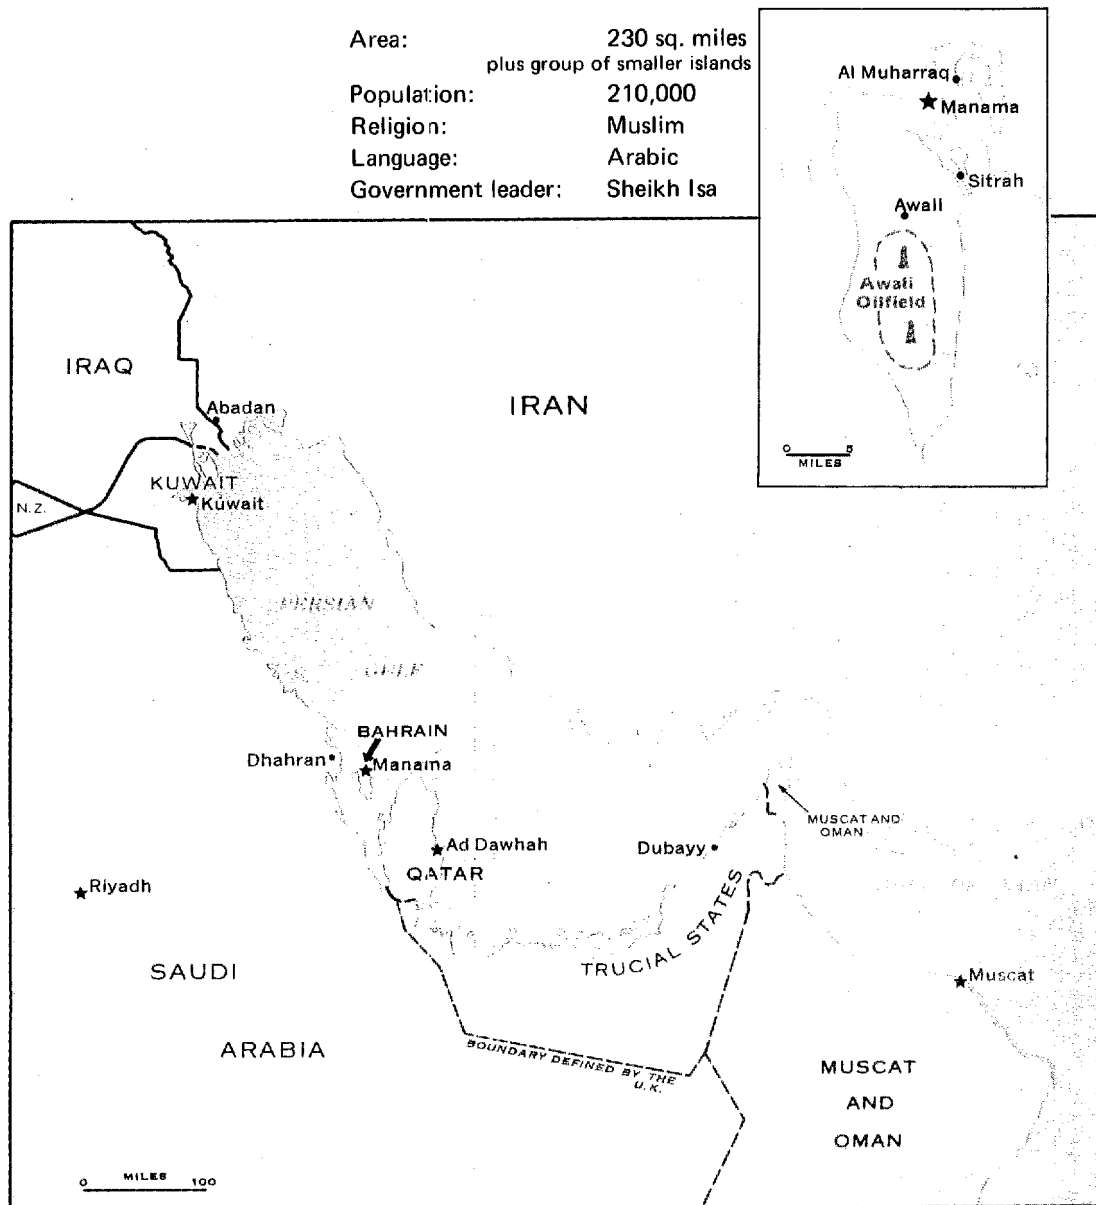 Area: 230 sq. miles
plus group of smaller islands
Population: 210,000
Religion: Muslim
Language: Arabic
Government leader: Sheikh Isa
Al Muharraq
Manama
Sitrah
Awali
Awali
Oilfield
0 5
MILES
IRAQ
Abadan
IRAN
KUWAIT
Kuwait
N.Z.
PERSIAN
GULF
BAHRAIN
Dhahran
Manama
MUSCAT AND
OMAN
Ad Dawhah
Dubayy
QATAR
Riyadh
TRUCIAL STATES
SAUDI
Muscat
ARABIA
BOUNDARY DEFINED BY THE
U.K.
MUSCAT
AND
OMAN
MILES
0 100